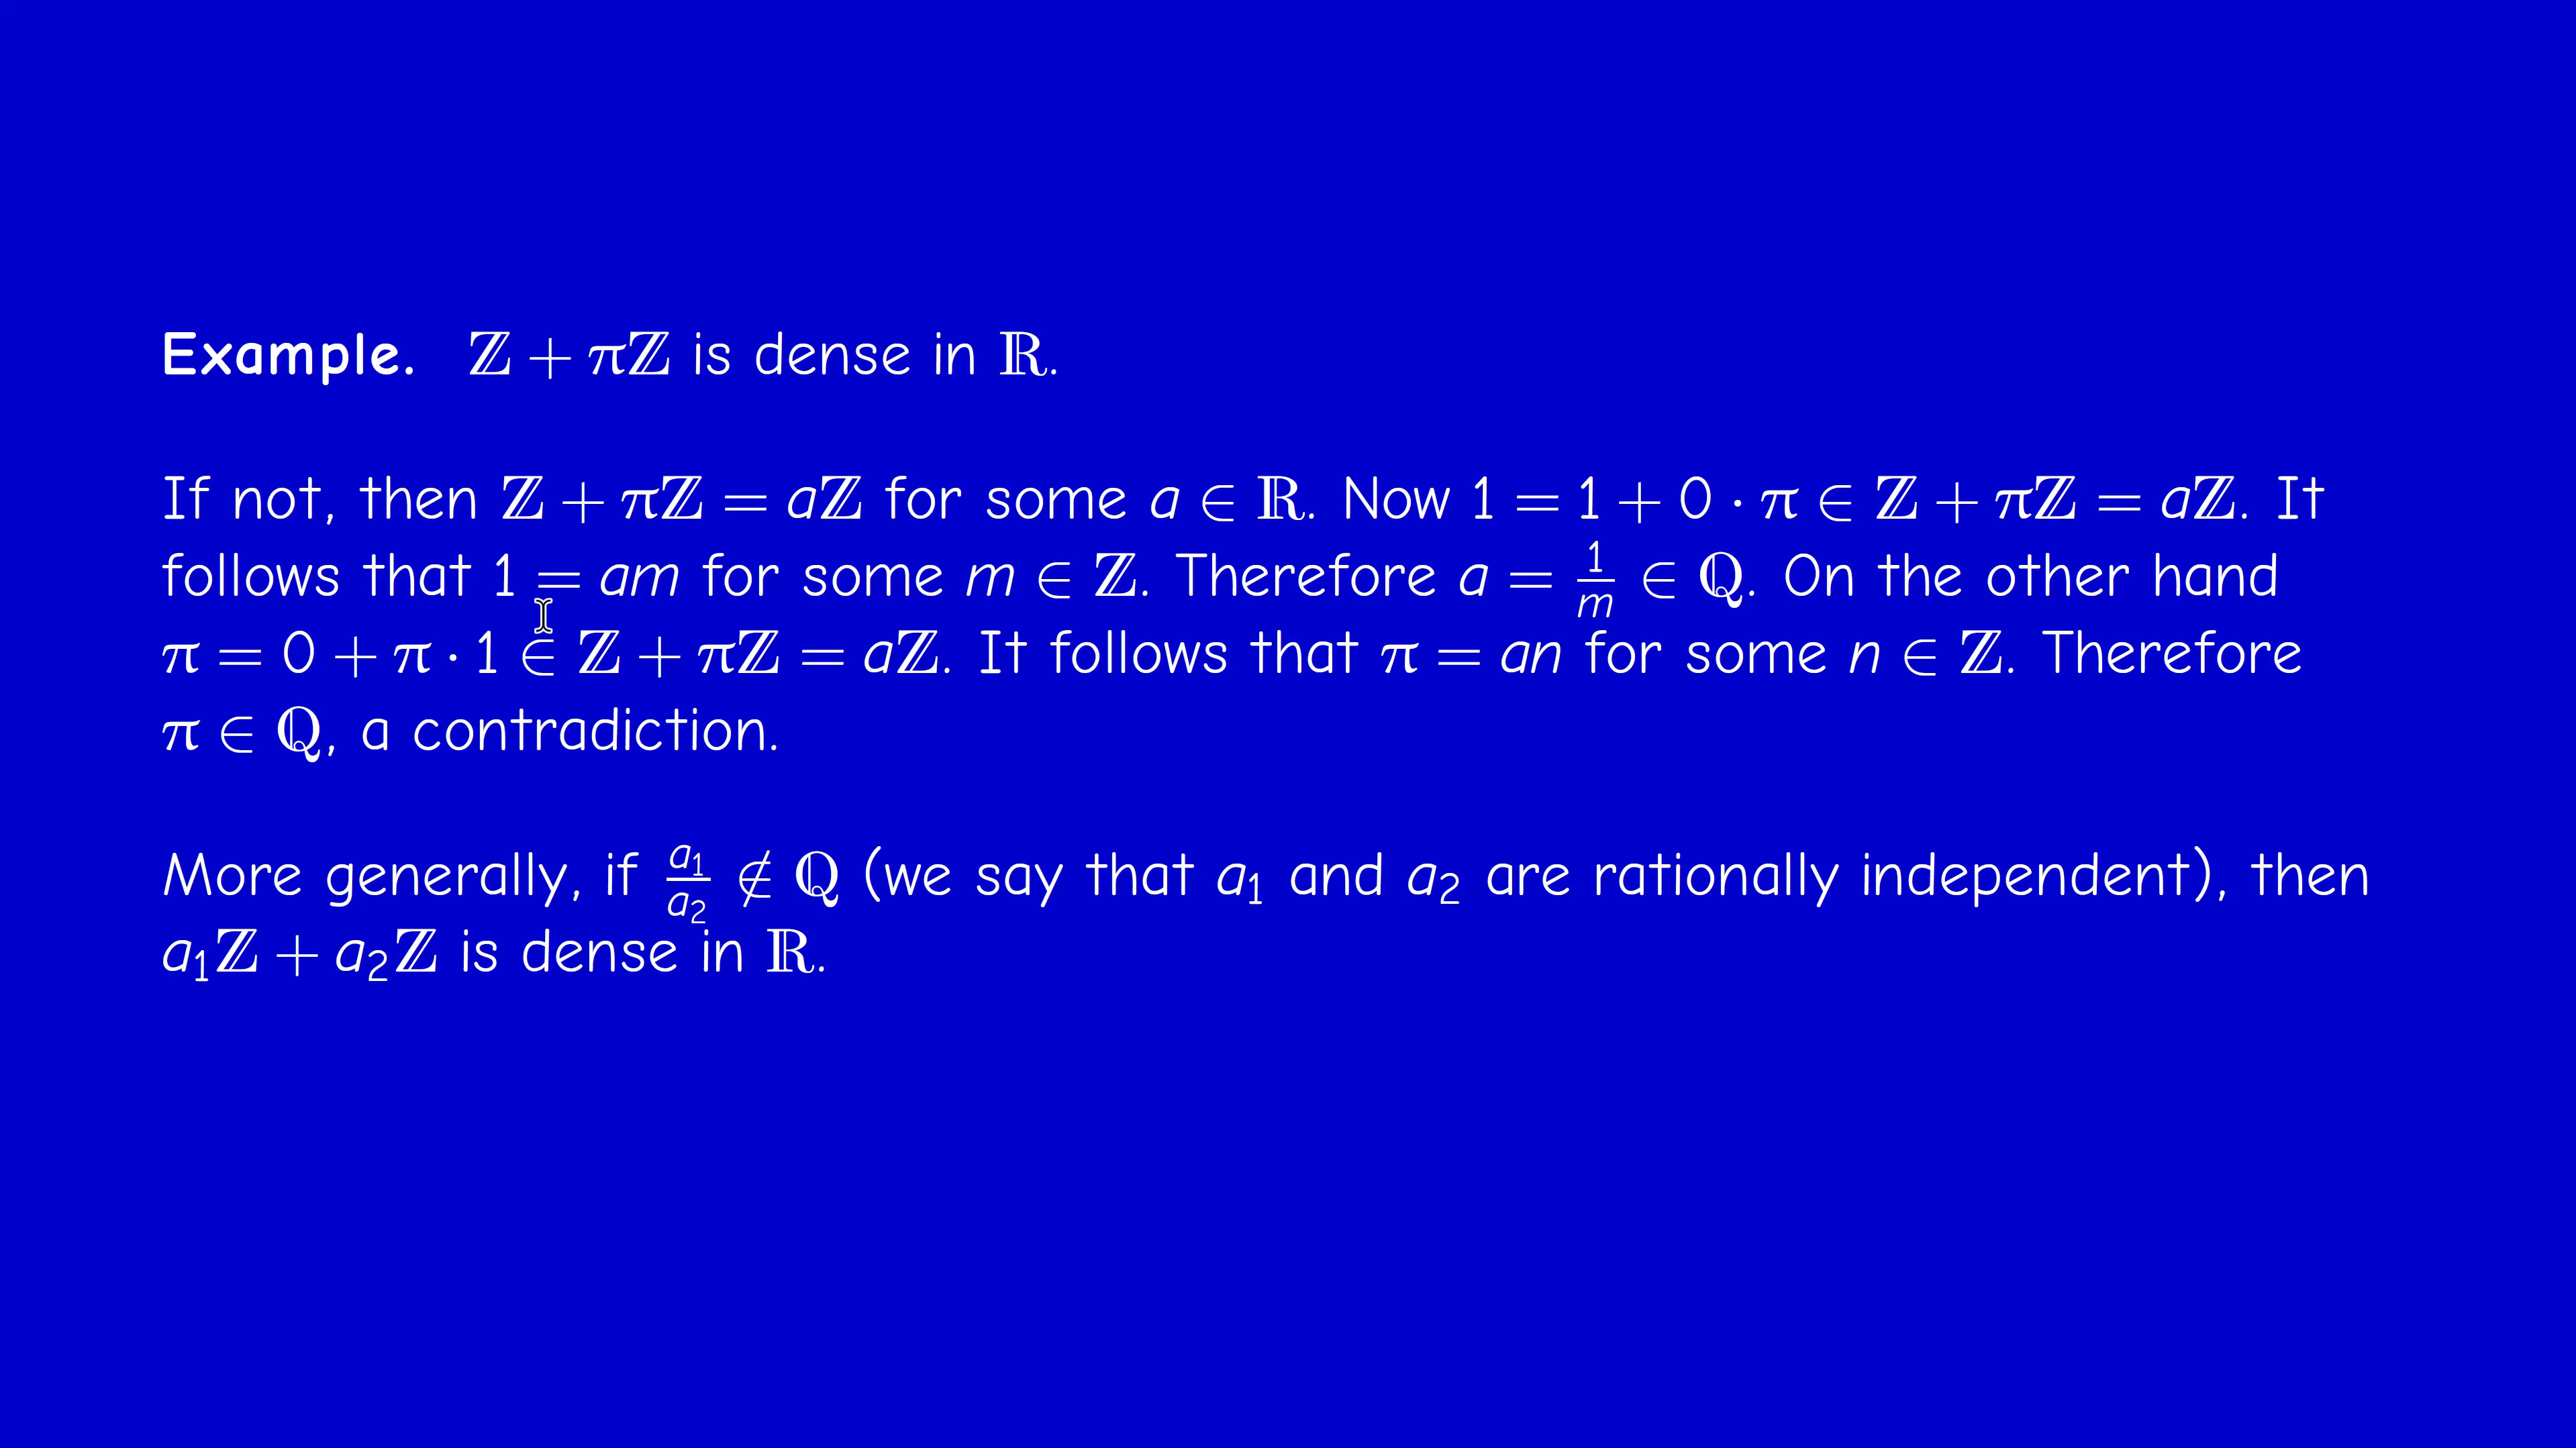 Example. ℤ + πℤ is dense in ℝ.
If not, then ℤ + πℤ = aℤ for some a ∈ ℝ. Now 1 = 1 + 0 · π ∈ ℤ + πℤ = aℤ. It
follows that 1 = am for some m ∈ ℤ. Therefore a = 1/m ∈ ℚ. On the other hand
π = 0 + π · 1 ∈ ℤ + πℤ = aℤ. It follows that π = an for some n ∈ ℤ. Therefore
π ∈ ℚ, a contradiction.
More generally, if a₁/a₂ ∉ ℚ (we say that a₁ and a₂ are rationally independent), then
a₁ℤ + a₂ℤ is dense in ℝ.